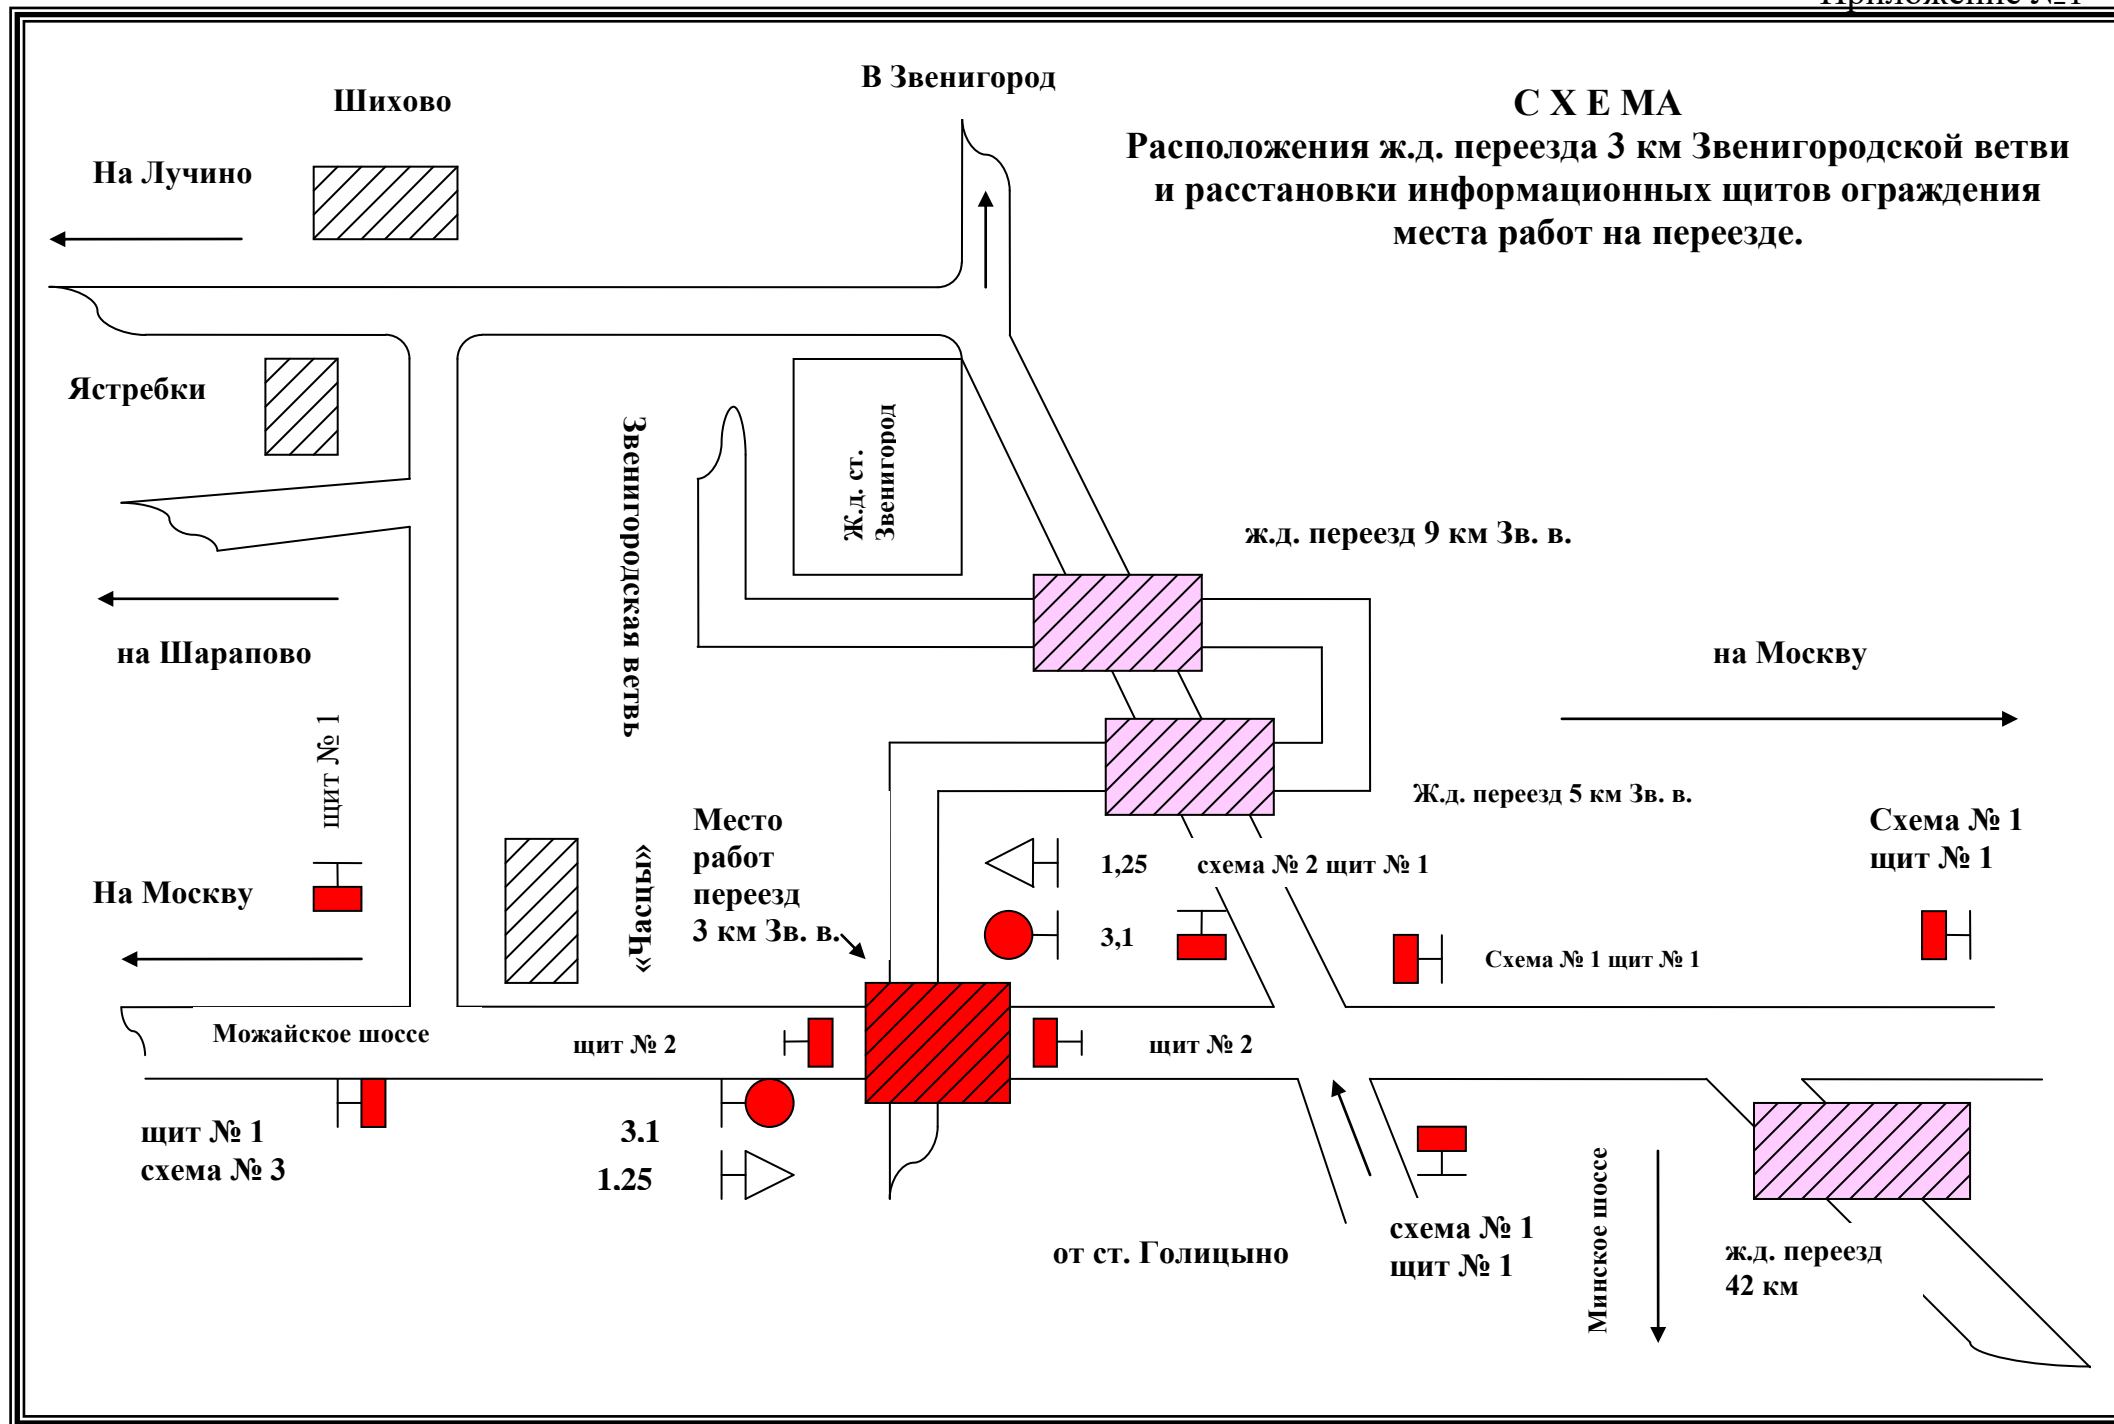 Приложение №1
С Х Е МА
Расположения ж.д. переезда 3 км Звенигородской ветви
и расстановки информационных щитов ограждения
места работ на переезде.
В Звенигород
Шихово
На Лучино
Ястребки
Звенигородская ветвь
Ж.д. ст.
Звенигород
ж.д. переезд 9 км Зв. в.
на Шарапово
на Москву
щит № 1
Ж.д. переезд 5 км Зв. в.
Место
работ
переезд
3 км Зв. в.
«Часцы»
1,25
схема № 2 щит № 1
Схема № 1
щит № 1
На Москву
3,1
Схема № 1 щит № 1
Можайское шоссе
щит № 2
щит № 2
щит № 1
схема № 3
3.1
1.25
от ст. Голицыно
схема № 1
щит № 1
Минское шоссе
ж.д. переезд
42 км